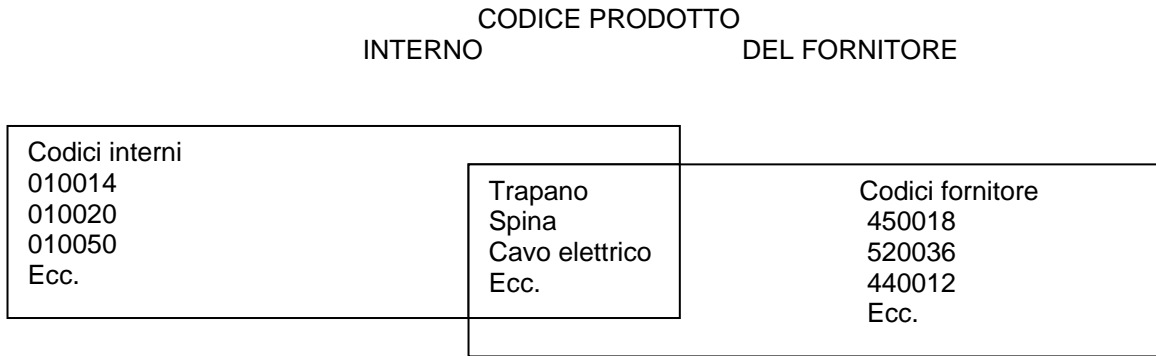 CODICE PRODOTTO
INTERNO DEL FORNITORE
Codici interni
010014
010020
010050
Ecc.
Trapano
Spina
Cavo elettrico
Ecc.
Codici fornitore
450018
520036
440012
Ecc.